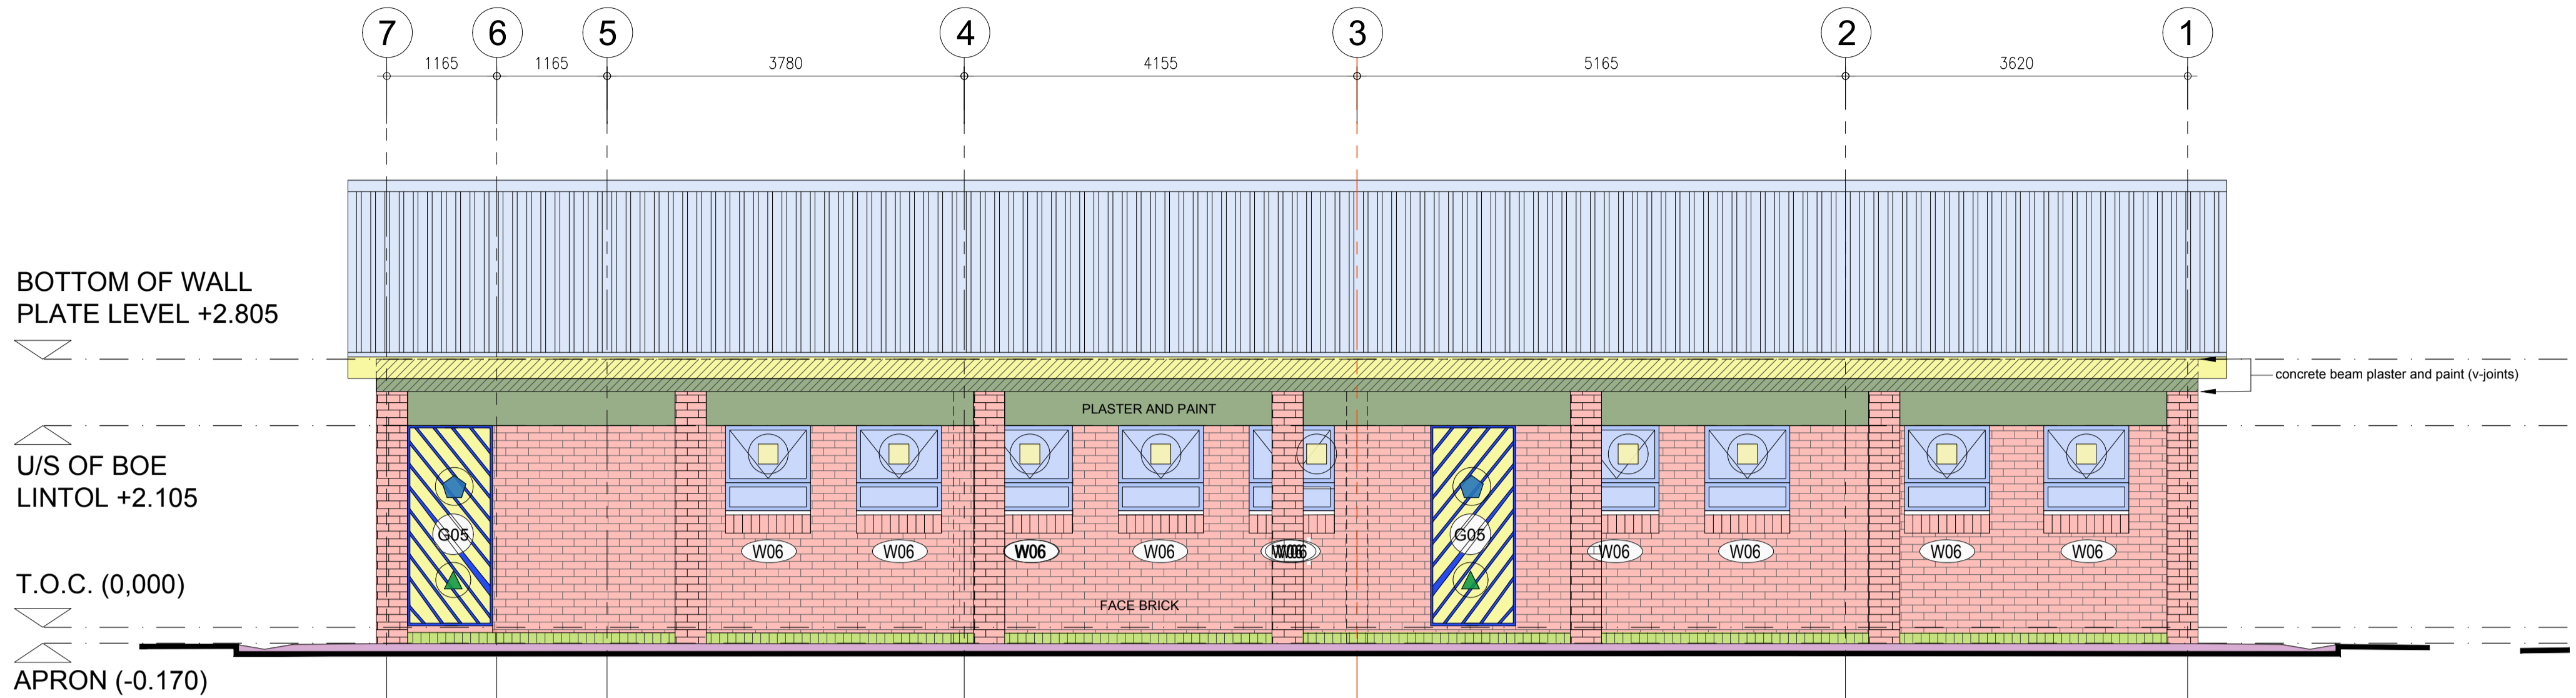 7 6 5 4 3 2 1
1165 1165 3780 4155 5165 3620
BOTTOM OF WALL
PLATE LEVEL +2.805
concrete beam plaster and paint (v-joints)
PLASTER AND PAINT
U/S OF BOE
LINTOL +2.105
G05 G05
W06 W06 W06 W06 W06 W06 W06 W06 W06
FACE BRICK
T.O.C. (0,000)
APRON (-0.170)